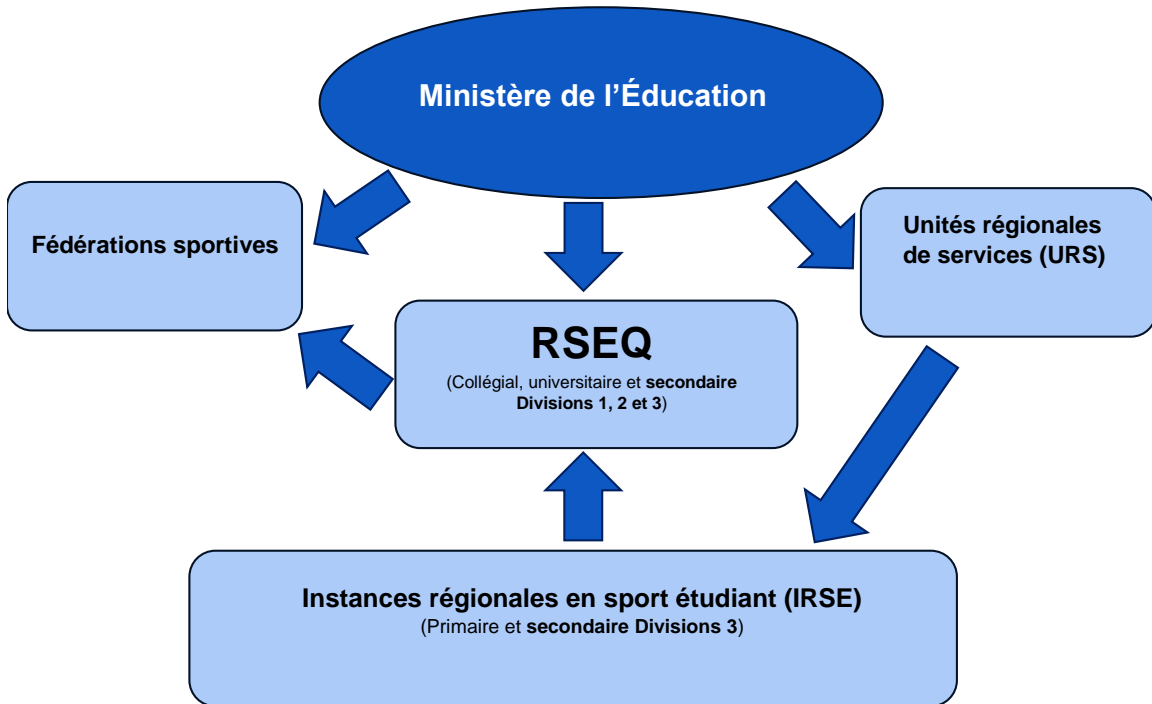 Ministère de l’Éducation
Fédérations sportives
Unités régionales
de services (URS)
RSEQ
(Collégial, universitaire et secondaire
Divisions 1, 2 et 3)
Instances régionales en sport étudiant (IRSE)
(Primaire et secondaire Divisions 3)